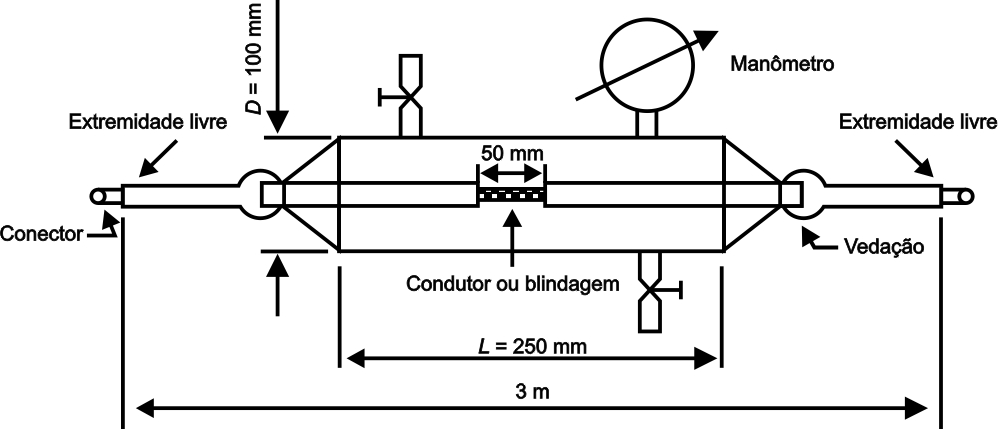 D = 100 mm
Manômetro
Extremidade livre
Extremidade livre
50 mm
Conector
Vedação
Condutor ou blindagem
L = 250 mm
3 m